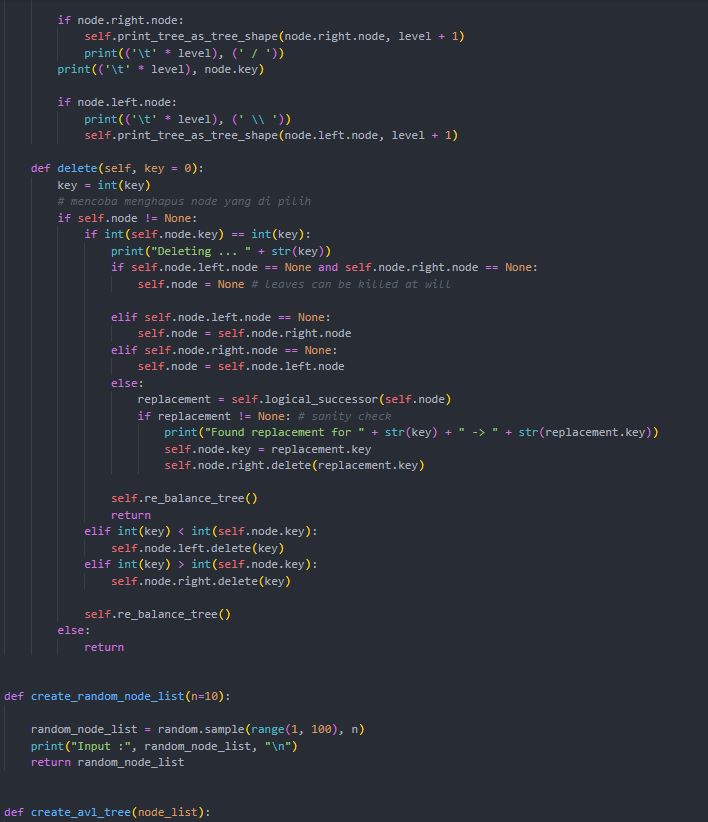 if node.right.node:
            self.print_tree_as_tree_shape(node.right.node, level + 1)
            print(('\t' * level), (' / '))
        print(('\t' * level), node.key)

        if node.left.node:
            print(('\t' * level), (' \\ '))
            self.print_tree_as_tree_shape(node.left.node, level + 1)

    def delete(self, key = 0):
        key = int(key)
        # mencoba menghapus node yang di pilih
        if self.node != None:
            if int(self.node.key) == int(key):
                print("Deleting ... " + str(key))
                if self.node.left.node == None and self.node.right.node == None:
                    self.node = None # leaves can be killed at will

                elif self.node.left.node == None:
                    self.node = self.node.right.node
                elif self.node.right.node == None:
                    self.node = self.node.left.node
                else:
                    replacement = self.logical_successor(self.node)
                    if replacement != None: # sanity check
                        print("Found replacement for " + str(key) + " -> " + str(replacement.key))
                        self.node.key = replacement.key
                        self.node.right.delete(replacement.key)

                self.re_balance_tree()
                return
            elif int(key) < int(self.node.key):
                self.node.left.delete(key)
            elif int(key) > int(self.node.key):
                self.node.right.delete(key)

            self.re_balance_tree()
        else:
            return


def create_random_node_list(n=10):

    random_node_list = random.sample(range(1, 100), n)
    print("Input :", random_node_list, "\n")
    return random_node_list


def create_avl_tree(node_list):